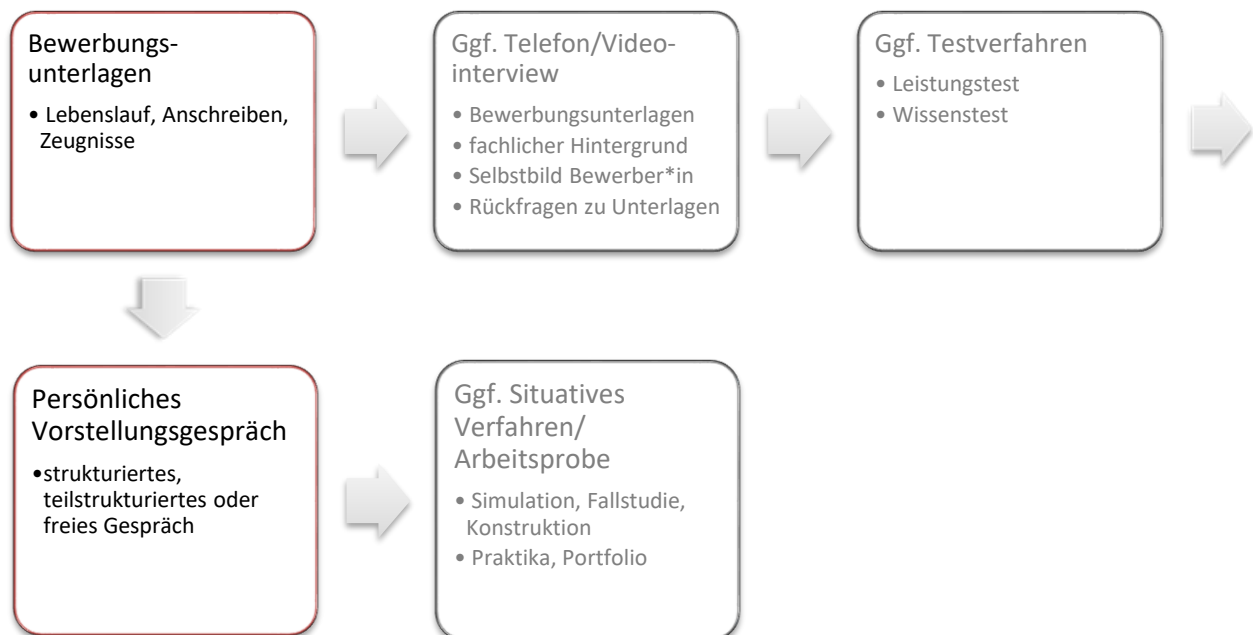 Bewerbungs-
unterlagen
• Lebenslauf, Anschreiben,
Zeugnisse
Ggf. Telefon/Video-
interview
• Bewerbungsunterlagen
• fachlicher Hintergrund
• Selbstbild Bewerber*in
• Rückfragen zu Unterlagen
Ggf. Testverfahren
• Leistungstest
• Wissenstest
Persönliches
Vorstellungsgespräch
•strukturiertes,
teilstrukturiertes oder
freies Gespräch
Ggf. Situatives
Verfahren/
Arbeitsprobe
• Simulation, Fallstudie,
Konstruktion
• Praktika, Portfolio